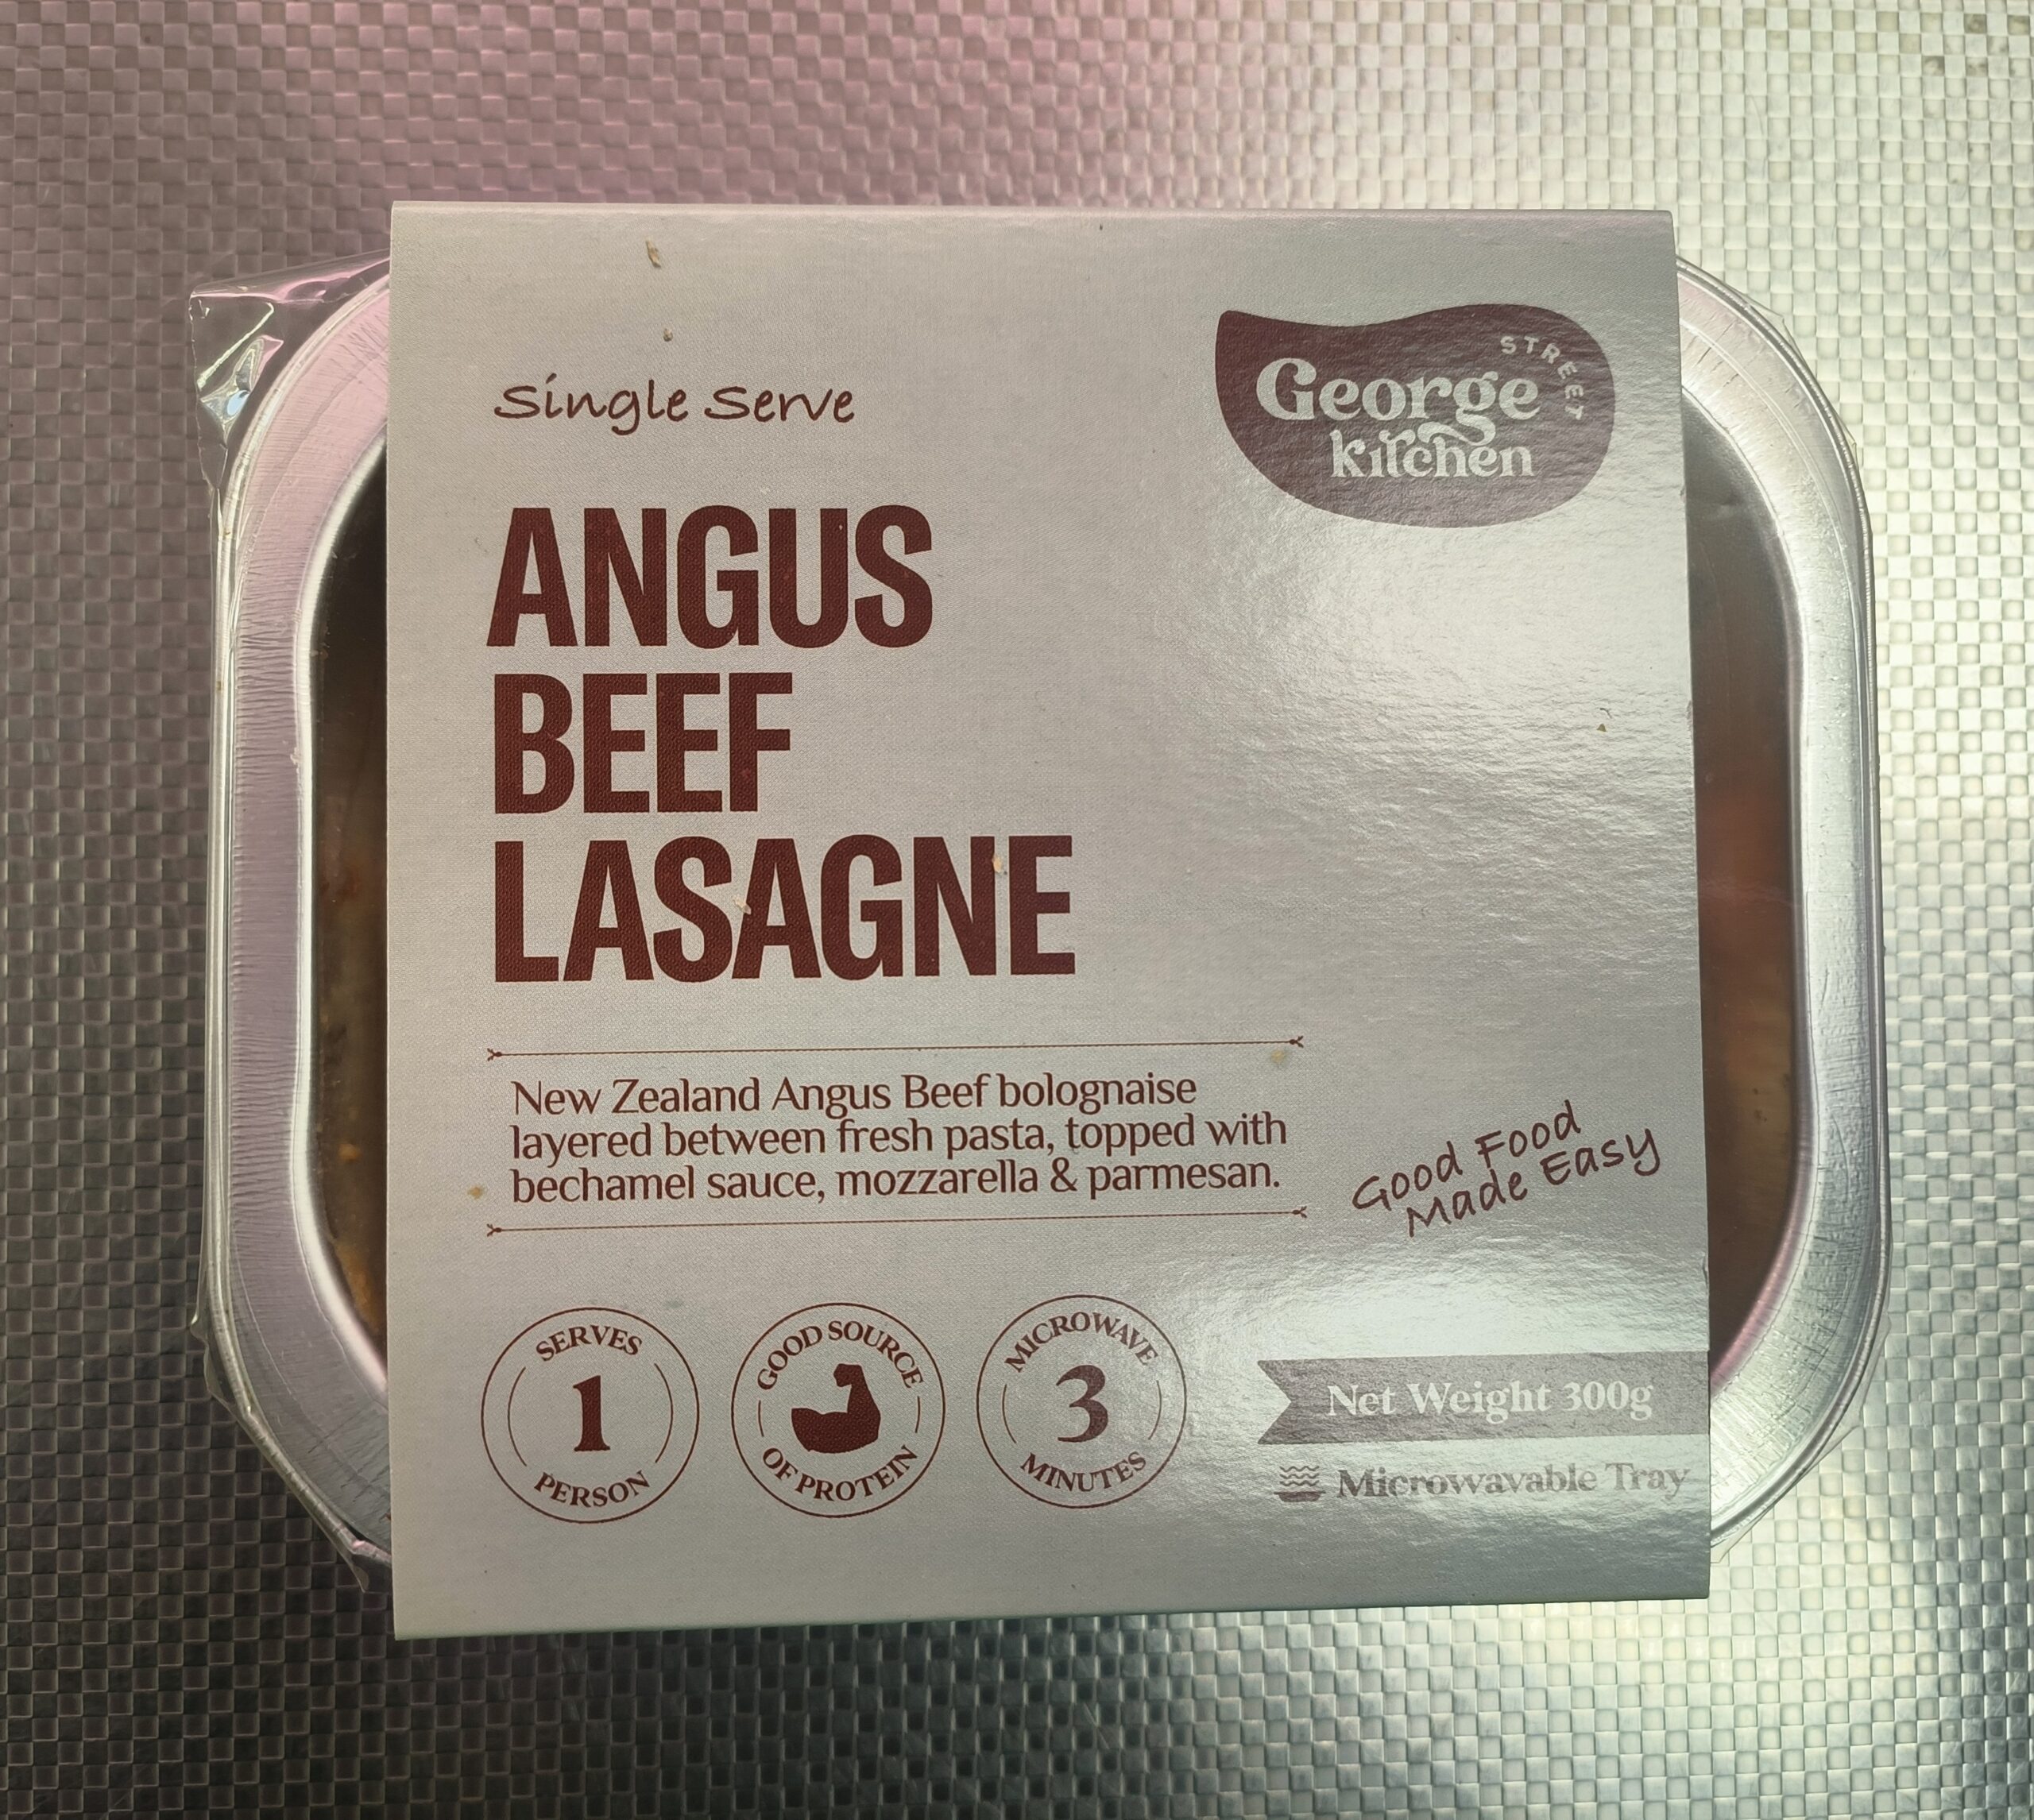 Single Serve
George
STREET
kitchen
ANGUS
BEEF
LASAGNE
New Zealand Angus Beef bolognaise
layered between fresh pasta, topped with
bechamel sauce, mozzarella & parmesan.
Good Food
Made Easy
SERVES
1
PERSON
GOOD SOURCE
OF PROTEIN
MICROWAVE
3
MINUTES
Net Weight 300g
Microwavable Tray